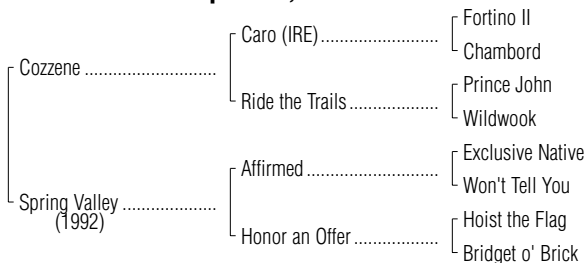 Fortino II
Caro (IRE)
Chambord
Cozzene
Prince John
Ride the Trails
Wildwook
Exclusive Native
Affirmed
Won't Tell You
Spring Valley
(1992)
Hoist the Flag
Honor an Offer
Bridget o' Brick